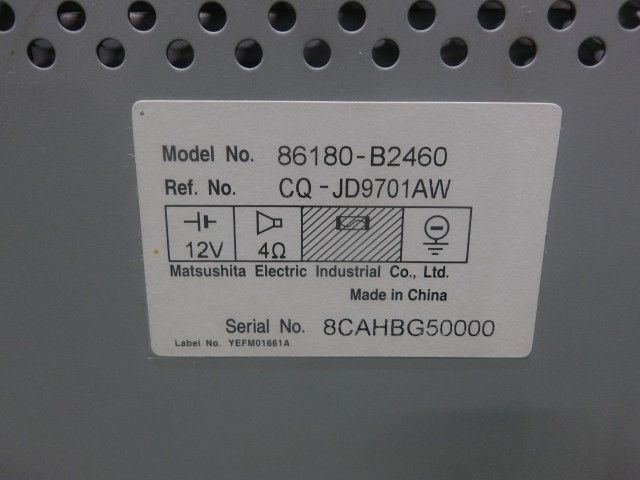 Model No. 86180-B2460
Ref. No. CQ-JD9701AW
12V 4Ω
Matsushita Electric Industrial Co., Ltd.
Made in China
Serial No. 8CAHBG50000
Label No. YEFM01661A